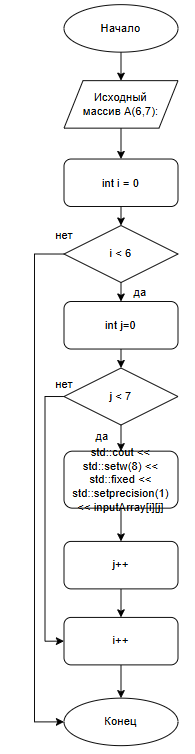 Начало
Исходный
массив A(6,7):
int i = 0
i < 6
нет
да
int j=0
j < 7
нет
да
std::cout <<
std::setw(8) <<
std::fixed <<
std::setprecision(1)
<< inputArray[i][j]
j++
i++
Конец